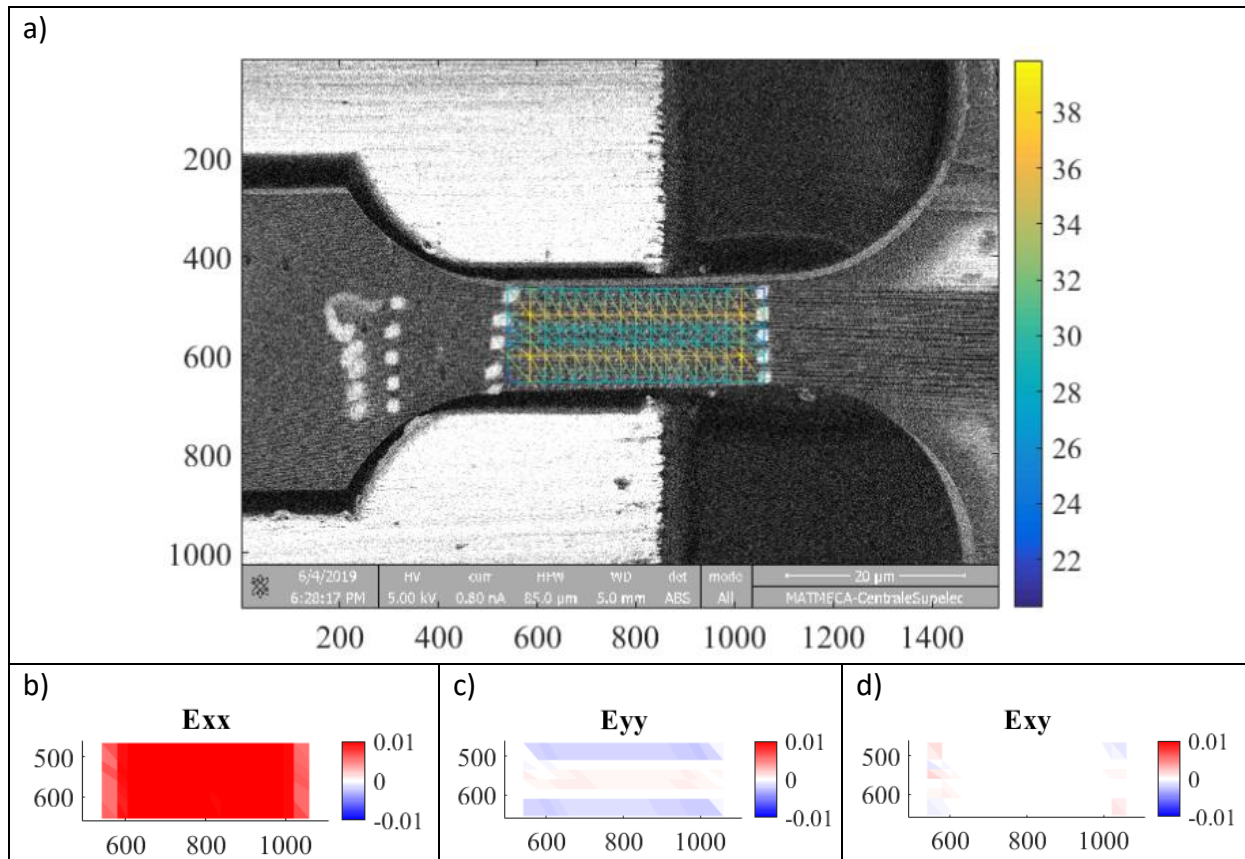 a)
200
400
600
800
1000
200 400 600 800 1000 1200 1400
38
36
34
32
30
28
26
24
22
6/4/2019 HV curr HFW WD det mode 20 µm
6:28:17 PM 5.00 kV 0.80 nA 85.0 µm 5.0 mm ABS All MATMECA-CentraleSupelec
b)
Exx
500
600
600 800 1000
0.01
0
-0.01
c)
Eyy
500
600
600 800 1000
0.01
0
-0.01
d)
Exy
500
600
600 800 1000
0.01
0
-0.01